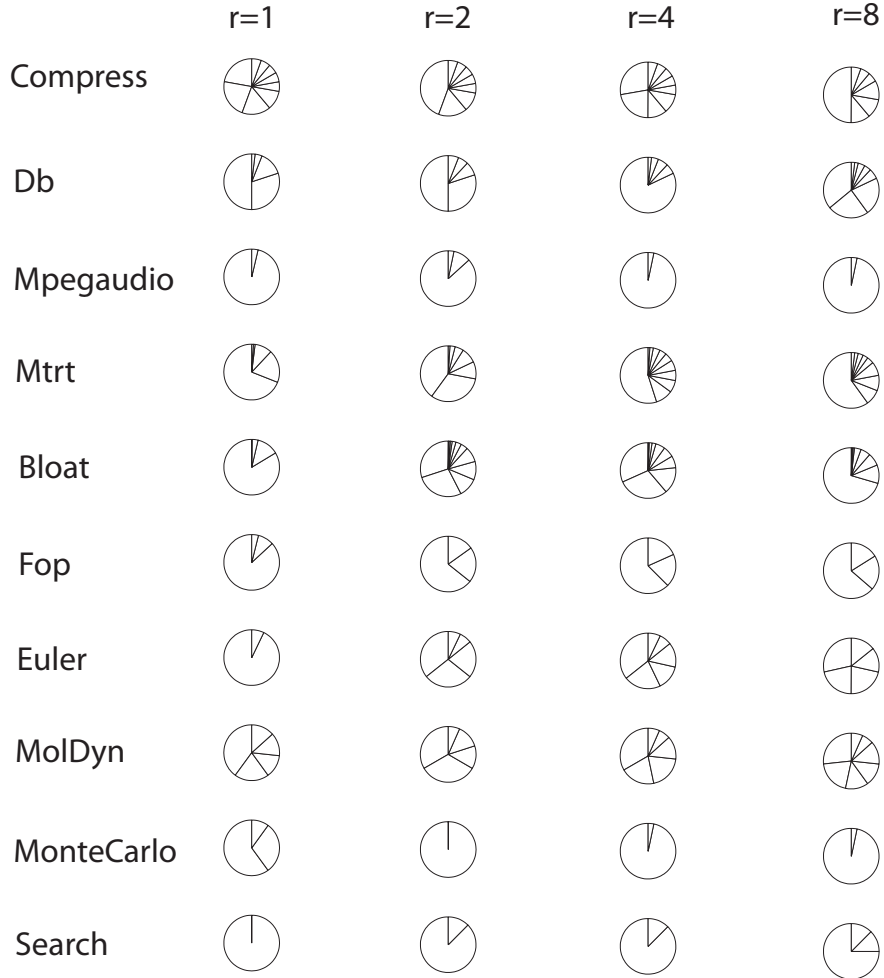 r=1 r=2 r=4 r=8
Compress
Db
Mpegaudio
Mtrt
Bloat
Fop
Euler
MolDyn
MonteCarlo
Search